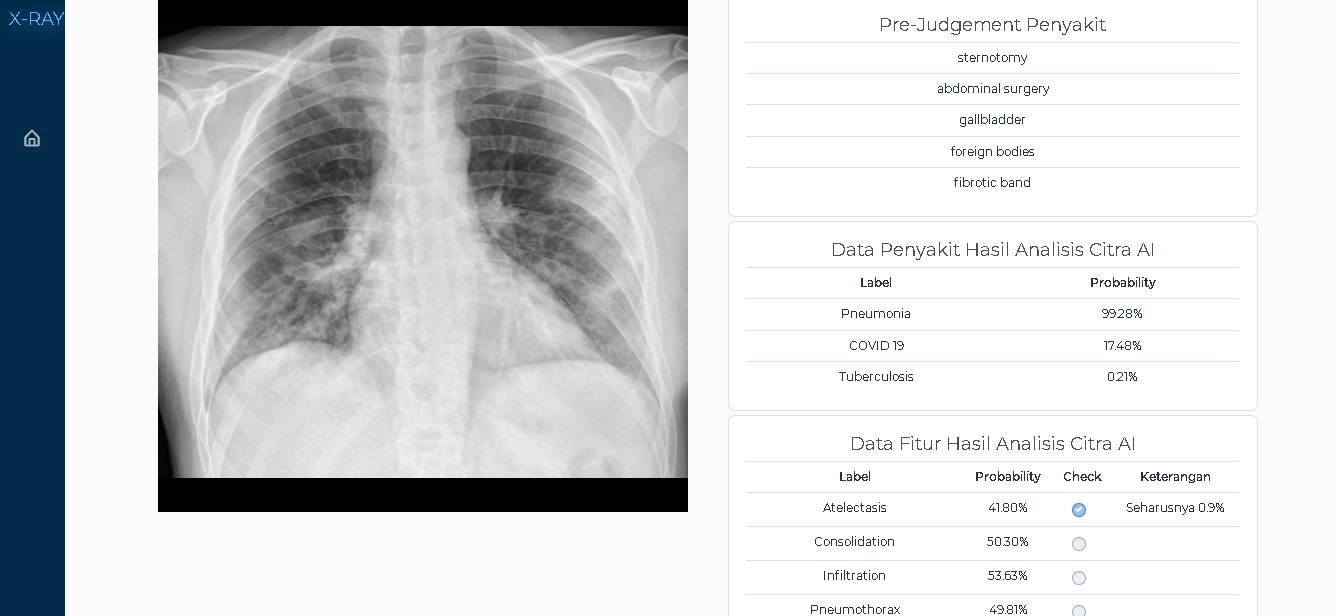 X-RAY
Pre-Judgement Penyakit
sternotomy
abdominal surgery
gallbladder
foreign bodies
fibrotic band
Data Penyakit Hasil Analisis Citra AI
Label Probability
Pneumonia 99.28%
COVID 19 17.48%
Tuberculosis 0.21%
Data Fitur Hasil Analisis Citra AI
Label Probability Check Keterangan
Atelectasis 41.80% Seharusnya 0.9%
Consolidation 50.30%
Infiltration 53.63%
Pneumothorax 49.81%